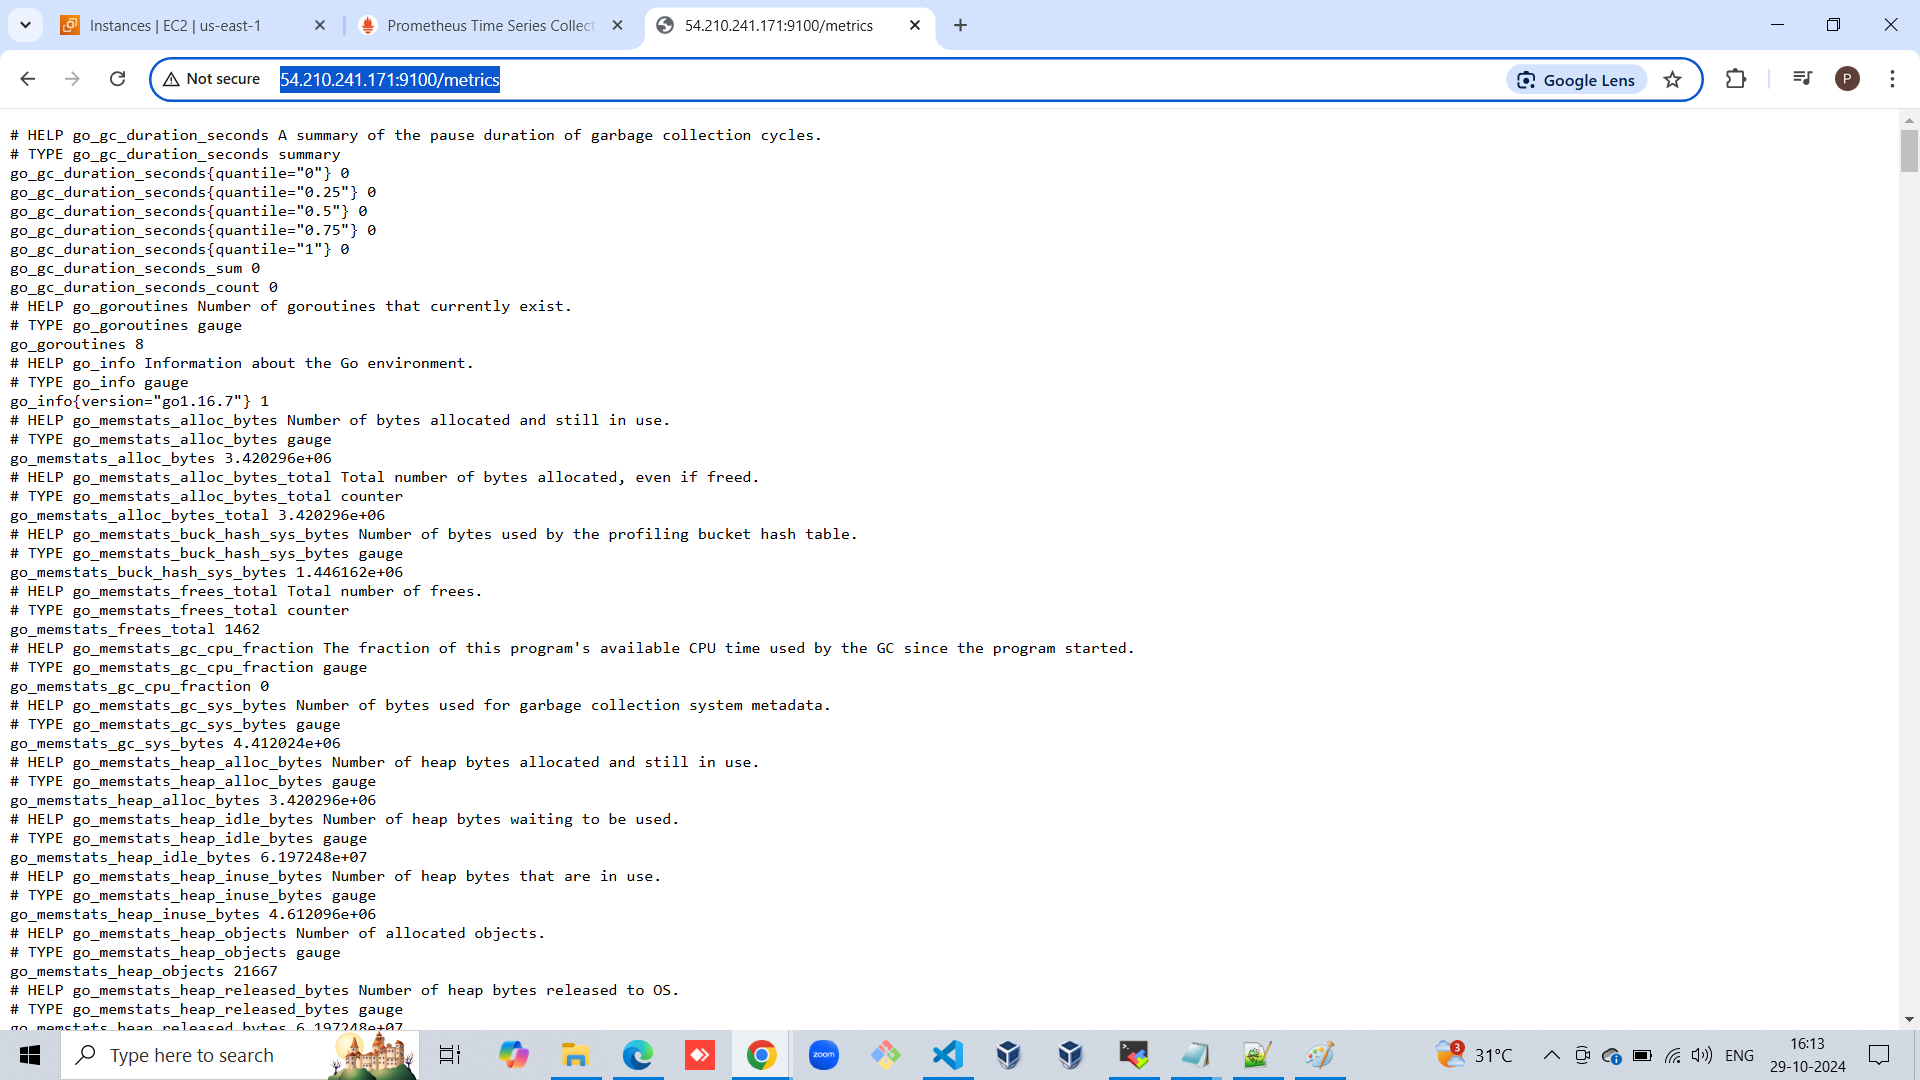 Instances | EC2 | us-east-1
Prometheus Time Series Collect
54.210.241.171:9100/metrics
Not secure 54.210.241.171:9100/metrics
Google Lens
P
# HELP go_gc_duration_seconds A summary of the pause duration of garbage collection cycles.
# TYPE go_gc_duration_seconds summary
go_gc_duration_seconds{quantile="0"} 0
go_gc_duration_seconds{quantile="0.25"} 0
go_gc_duration_seconds{quantile="0.5"} 0
go_gc_duration_seconds{quantile="0.75"} 0
go_gc_duration_seconds{quantile="1"} 0
go_gc_duration_seconds_sum 0
go_gc_duration_seconds_count 0
# HELP go_goroutines Number of goroutines that currently exist.
# TYPE go_goroutines gauge
go_goroutines 8
# HELP go_info Information about the Go environment.
# TYPE go_info gauge
go_info{version="go1.16.7"} 1
# HELP go_memstats_alloc_bytes Number of bytes allocated and still in use.
# TYPE go_memstats_alloc_bytes gauge
go_memstats_alloc_bytes 3.420296e+06
# HELP go_memstats_alloc_bytes_total Total number of bytes allocated, even if freed.
# TYPE go_memstats_alloc_bytes_total counter
go_memstats_alloc_bytes_total 3.420296e+06
# HELP go_memstats_buck_hash_sys_bytes Number of bytes used by the profiling bucket hash table.
# TYPE go_memstats_buck_hash_sys_bytes gauge
go_memstats_buck_hash_sys_bytes 1.446162e+06
# HELP go_memstats_frees_total Total number of frees.
# TYPE go_memstats_frees_total counter
go_memstats_frees_total 1462
# HELP go_memstats_gc_cpu_fraction The fraction of this program's available CPU time used by the GC since the program started.
# TYPE go_memstats_gc_cpu_fraction gauge
go_memstats_gc_cpu_fraction 0
# HELP go_memstats_gc_sys_bytes Number of bytes used for garbage collection system metadata.
# TYPE go_memstats_gc_sys_bytes gauge
go_memstats_gc_sys_bytes 4.412024e+06
# HELP go_memstats_heap_alloc_bytes Number of heap bytes allocated and still in use.
# TYPE go_memstats_heap_alloc_bytes gauge
go_memstats_heap_alloc_bytes 3.420296e+06
# HELP go_memstats_heap_idle_bytes Number of heap bytes waiting to be used.
# TYPE go_memstats_heap_idle_bytes gauge
go_memstats_heap_idle_bytes 6.197248e+07
# HELP go_memstats_heap_inuse_bytes Number of heap bytes that are in use.
# TYPE go_memstats_heap_inuse_bytes gauge
go_memstats_heap_inuse_bytes 4.612096e+06
# HELP go_memstats_heap_objects Number of allocated objects.
# TYPE go_memstats_heap_objects gauge
go_memstats_heap_objects 21667
# HELP go_memstats_heap_released_bytes Number of heap bytes released to OS.
# TYPE go_memstats_heap_released_bytes gauge
go_memstats_heap_released_bytes 6.197248e+07
Type here to search
zoom
3
31°C
ENG
16:13
29-10-2024